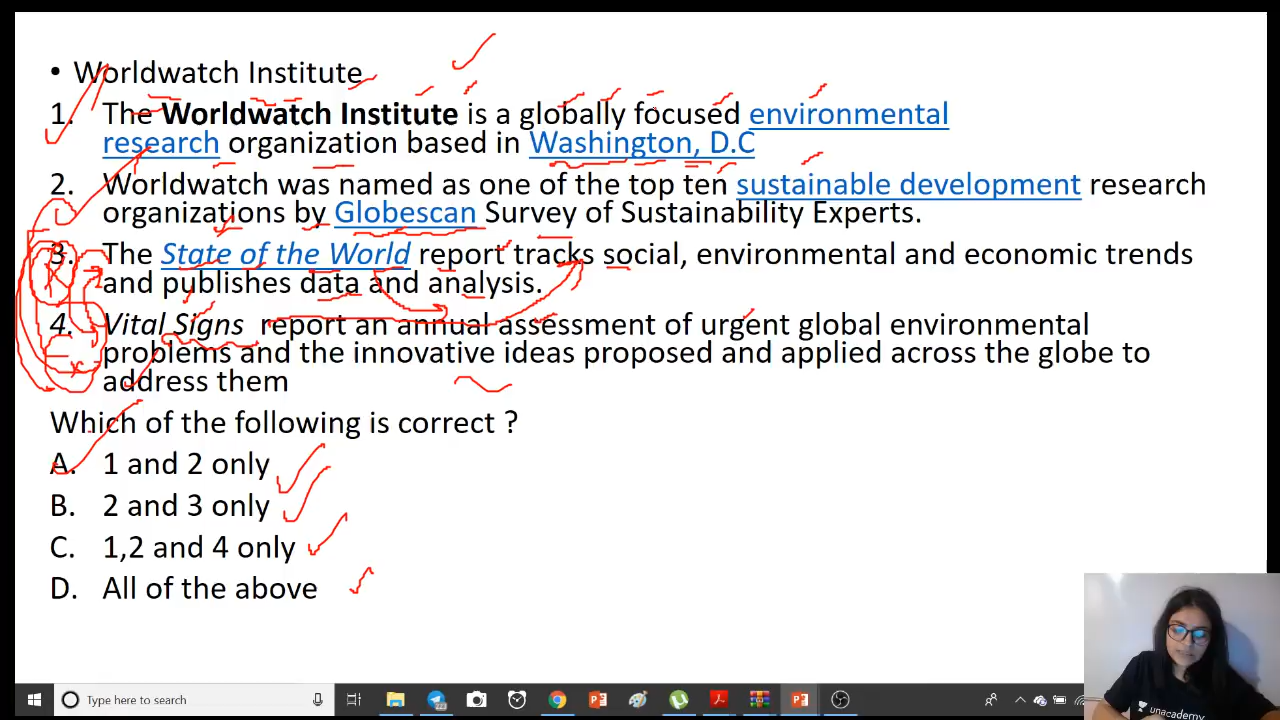 • Worldwatch Institute
1. The Worldwatch Institute is a globally focused environmental
research organization based in Washington, D.C
2. Worldwatch was named as one of the top ten sustainable development research
organizations by Globescan Survey of Sustainability Experts.
3. The State of the World report tracks social, environmental and economic trends
and publishes data and analysis.
4. Vital Signs report an annual assessment of urgent global environmental
problems and the innovative ideas proposed and applied across the globe to
address them
Which of the following is correct ?
A. 1 and 2 only
B. 2 and 3 only
C. 1,2 and 4 only
D. All of the above
unacademy
Type here to search